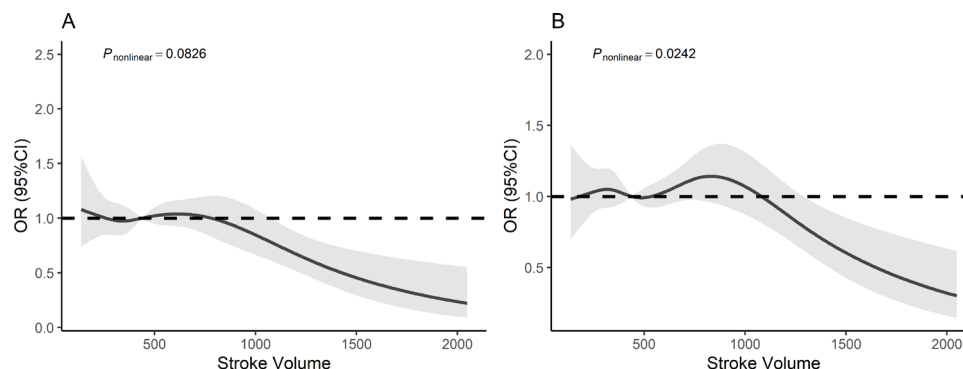 A
P nonlinear = 0.0826
OR (95%CI)
2.5
2.0
1.5
1.0
0.5
0.0
500
1000
1500
2000
Stroke Volume
B
P nonlinear = 0.0242
OR (95%CI)
2.0
1.5
1.0
0.5
500
1000
1500
2000
Stroke Volume